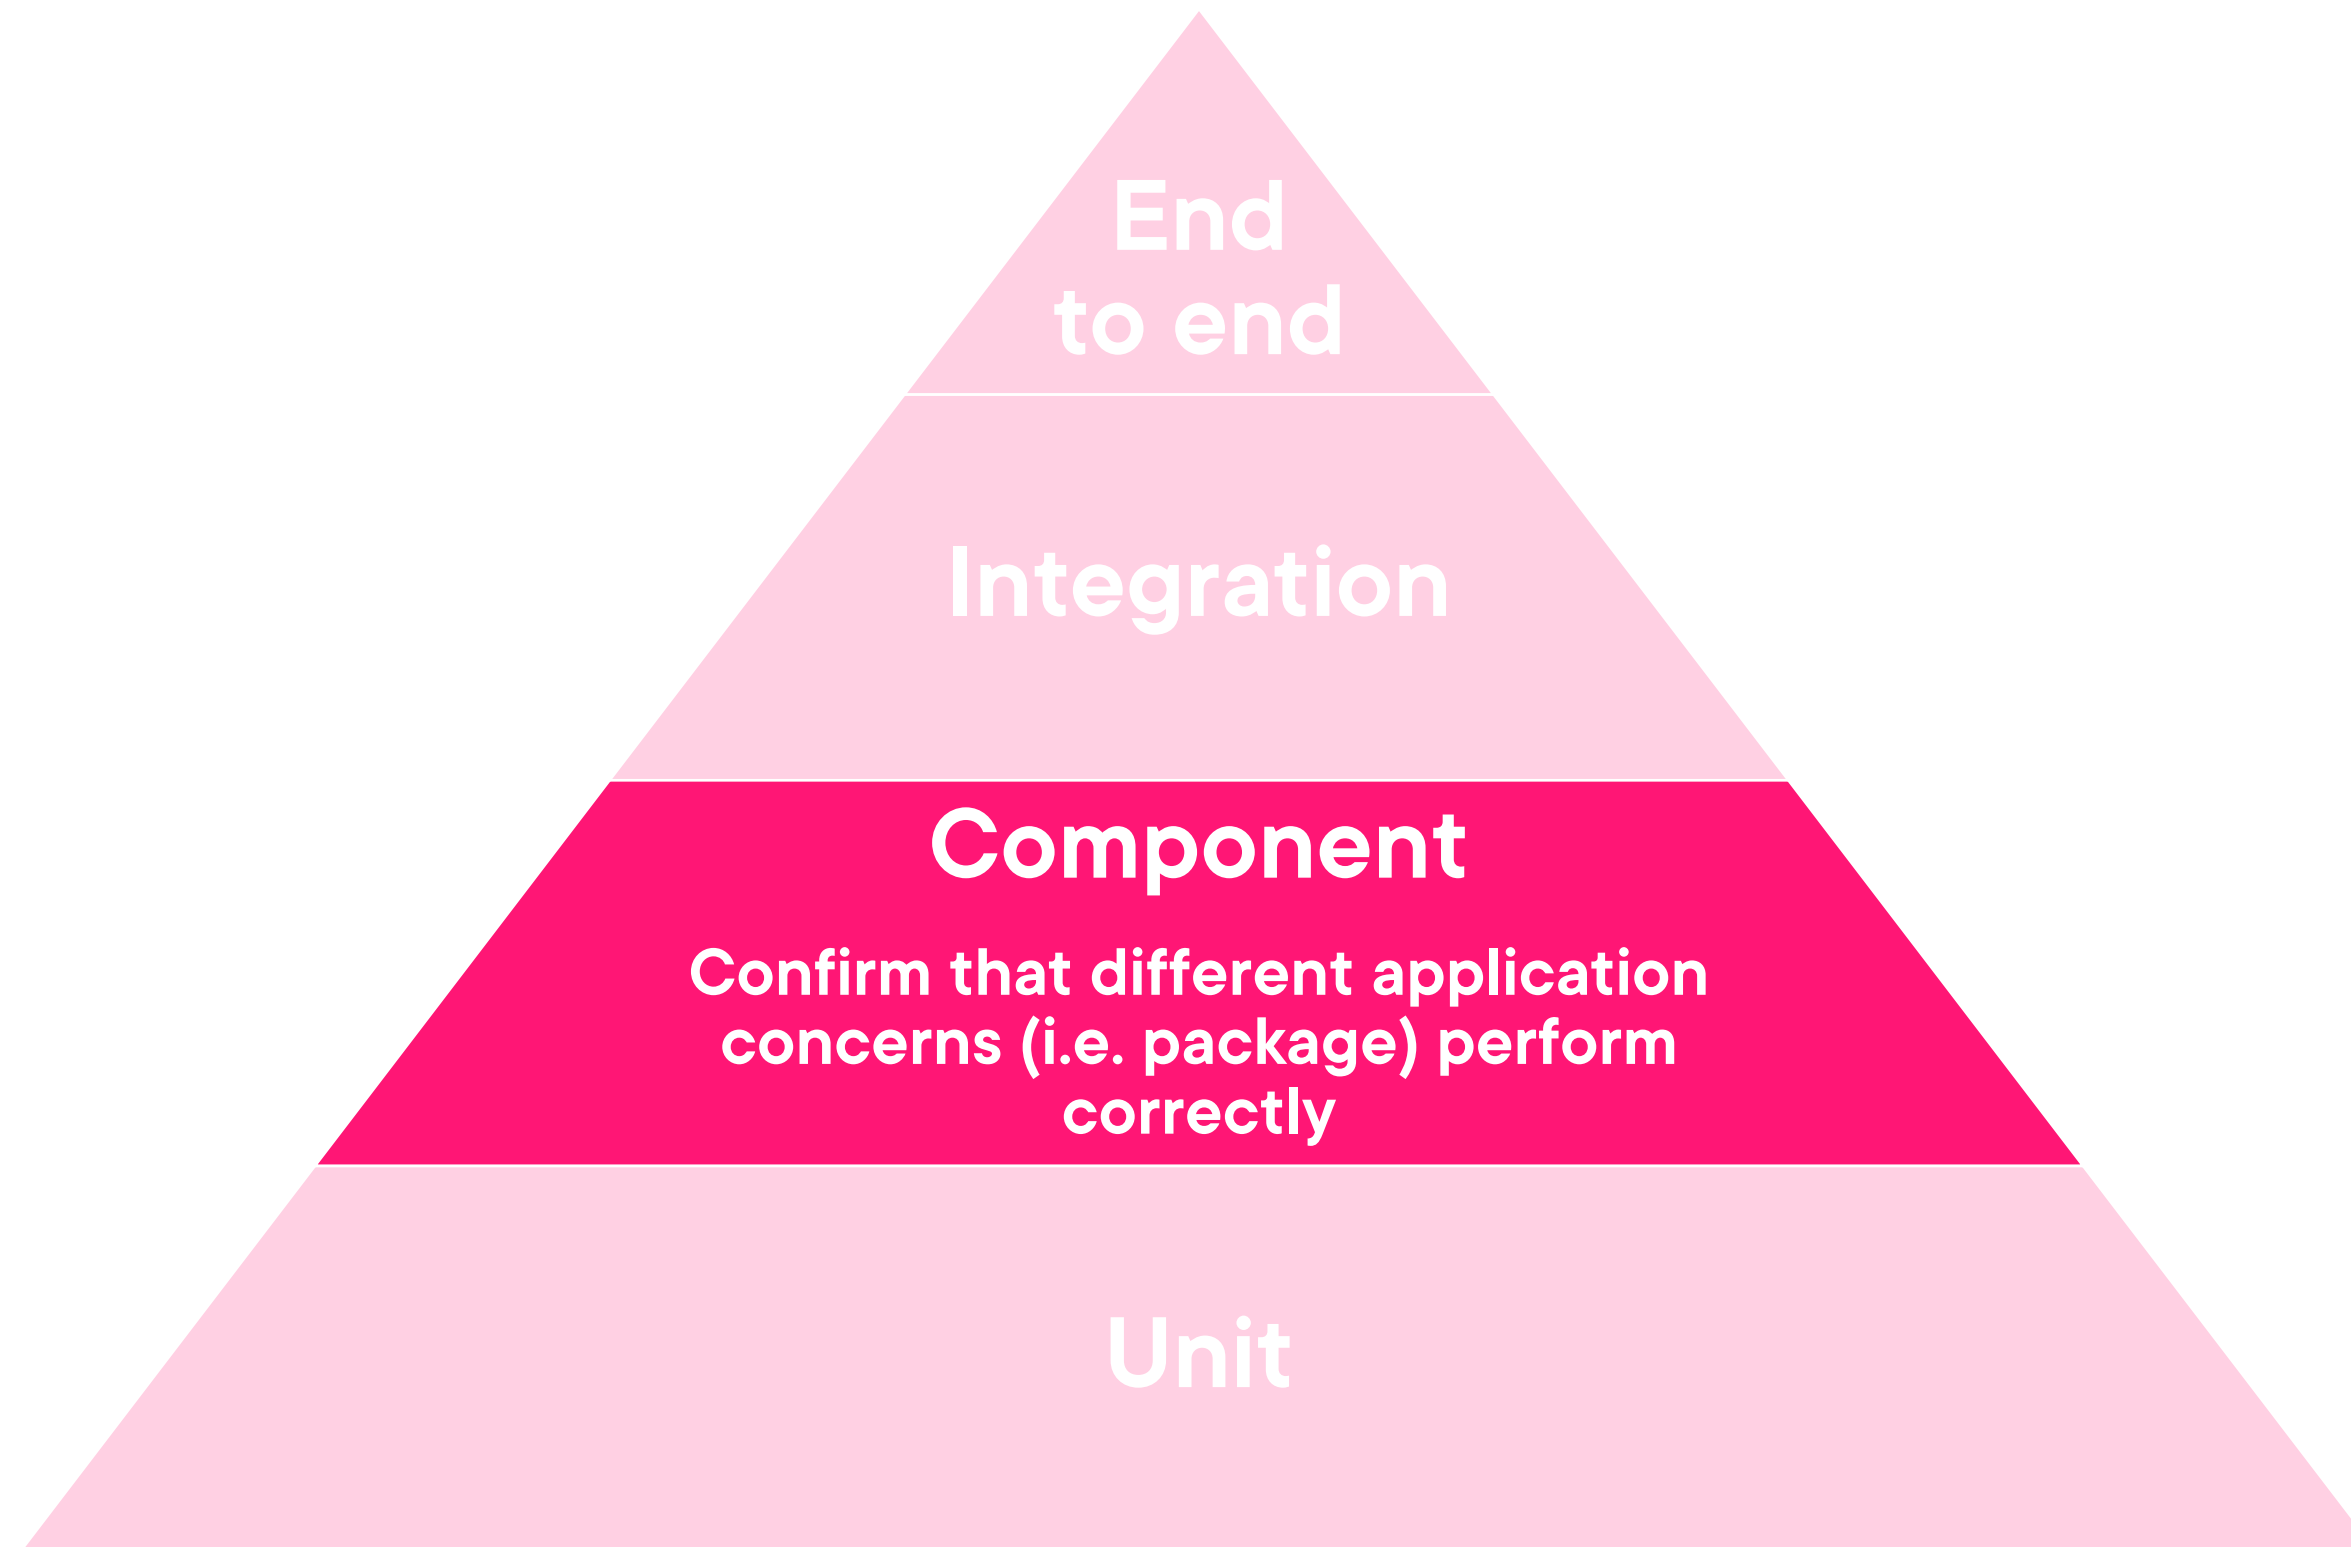 End
to end
Integration
Component
Confirm that different application
concerns (i.e. package) perform
correctly
Unit